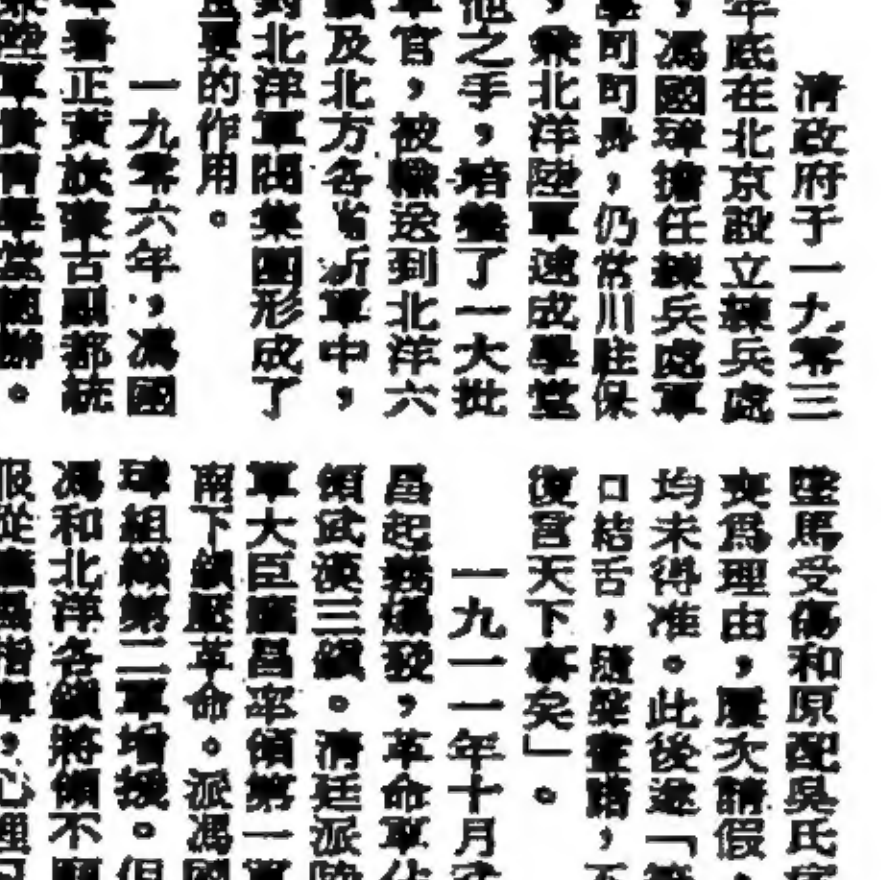 清政府于一九零三
年底在北京設立練兵處
，馮國璋擔任練兵處軍
學司司長，仍常川駐保
，兼北洋陸軍速成學堂
他之手，培養了一大批
軍官，被輸送到北洋六
鎮及北方各省新軍中，
對北洋軍閥集團形成了
重要的作用。
一九零六年，馮國
璋署正黃旗蒙古副都統
陸軍貴冑學堂總辦。
墜馬受傷和原配吳氏病
喪爲理由，屢次請假，
均未得准。此後遂「箝
口結舌，隨與畫諾，不
復言天下事矣」。
一九一一年十月武
昌起義爆發，革命軍佔
領武漢三鎮。清廷派陸
軍大臣蔭昌率領第一軍
南下鎮壓革命。派馮國
璋組織第二軍增援。但
馮和北洋各鎮將領不願
服從蔭昌指揮，心理